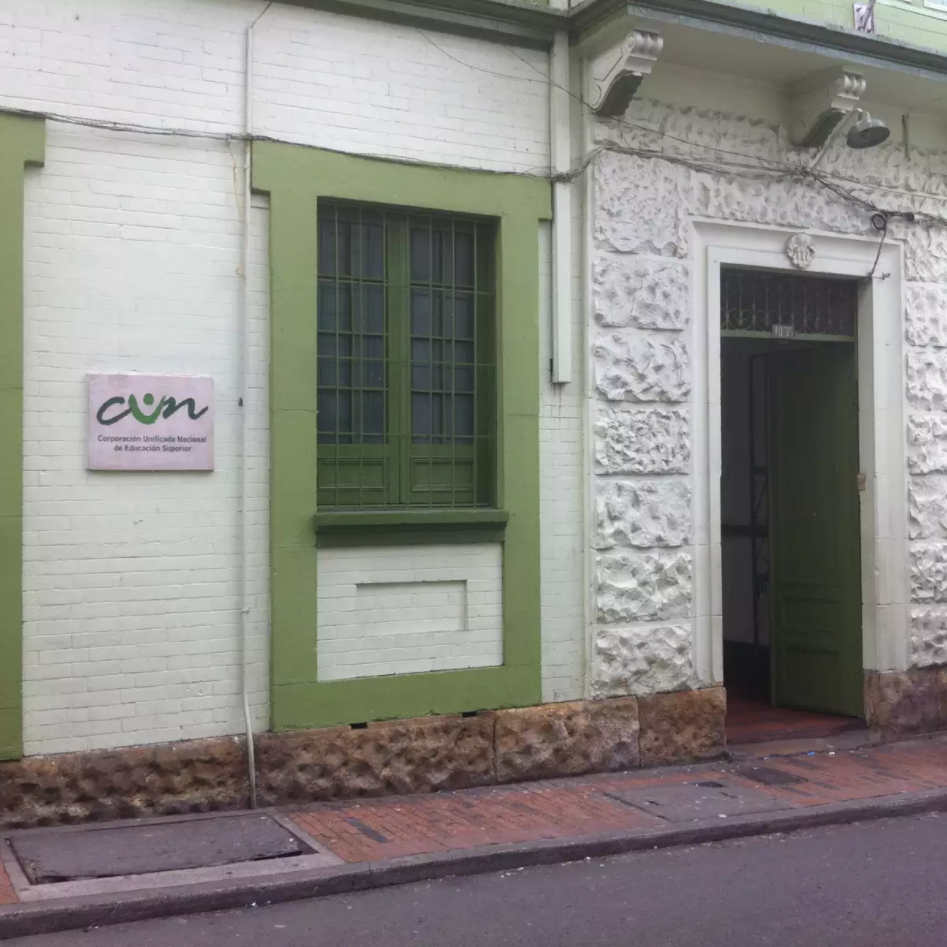 cun
Corporación Unificada Nacional
de Educación Superior